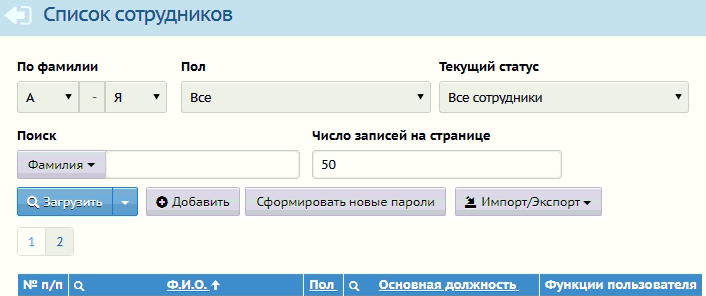 Список сотрудников
По фамилии Пол Текущий статус
А - Я Все Все сотрудники
Поиск Число записей на странице
Фамилия 50
Загрузить Добавить Сформировать новые пароли Импорт/Экспорт
1 2
№ п/п Ф.И.О. Пол Основная должность Функции пользователя